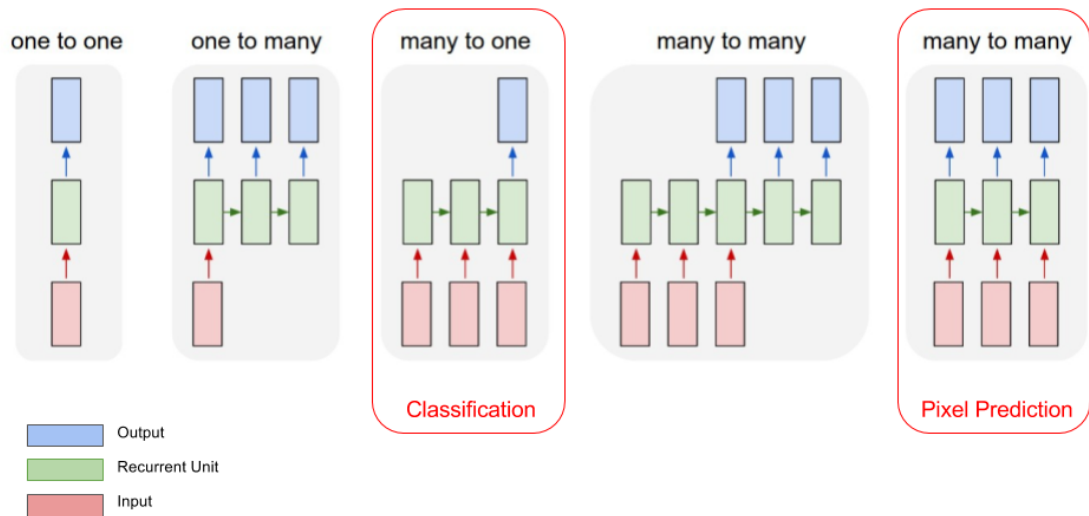 one to one
one to many
many to one
many to many
many to many
Classification
Pixel Prediction
Output
Recurrent Unit
Input